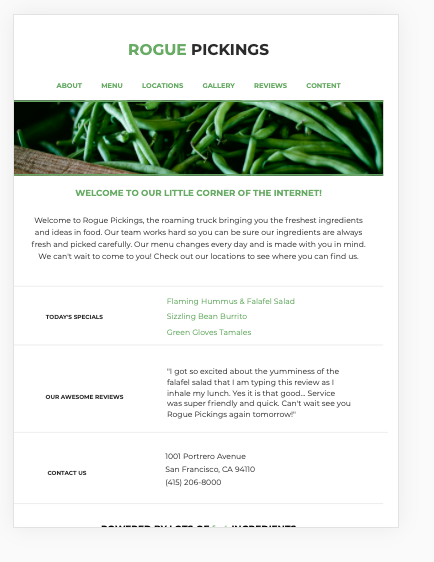 ROGUE PICKINGS
ABOUT MENU LOCATIONS GALLERY REVIEWS CONTENT
WELCOME TO OUR LITTLE CORNER OF THE INTERNET!
Welcome to Rogue Pickings, the roaming truck bringing you the freshest ingredients
and ideas in food. Our team works hard so you can be sure our ingredients are always
fresh and picked carefully. Our menu changes every day and is made with you in mind.
We can't wait to come to you! Check out our locations to see where you can find us.
TODAY'S SPECIALS
Flaming Hummus & Falafel Salad
Sizzling Bean Burrito
Green Gloves Tamales
OUR AWESOME REVIEWS
"I got so excited about the yumminess of the
falafel salad that I am typing this review as I
inhale my lunch. Yes it is that good... Service
was super friendly and quick. Can't wait see you
Rogue Pickings again tomorrow!"
CONTACT US
1001 Portrero Avenue
San Francisco, CA 94110
(415) 206-8000
POWERED BY LOTS OF INGREDIENTS